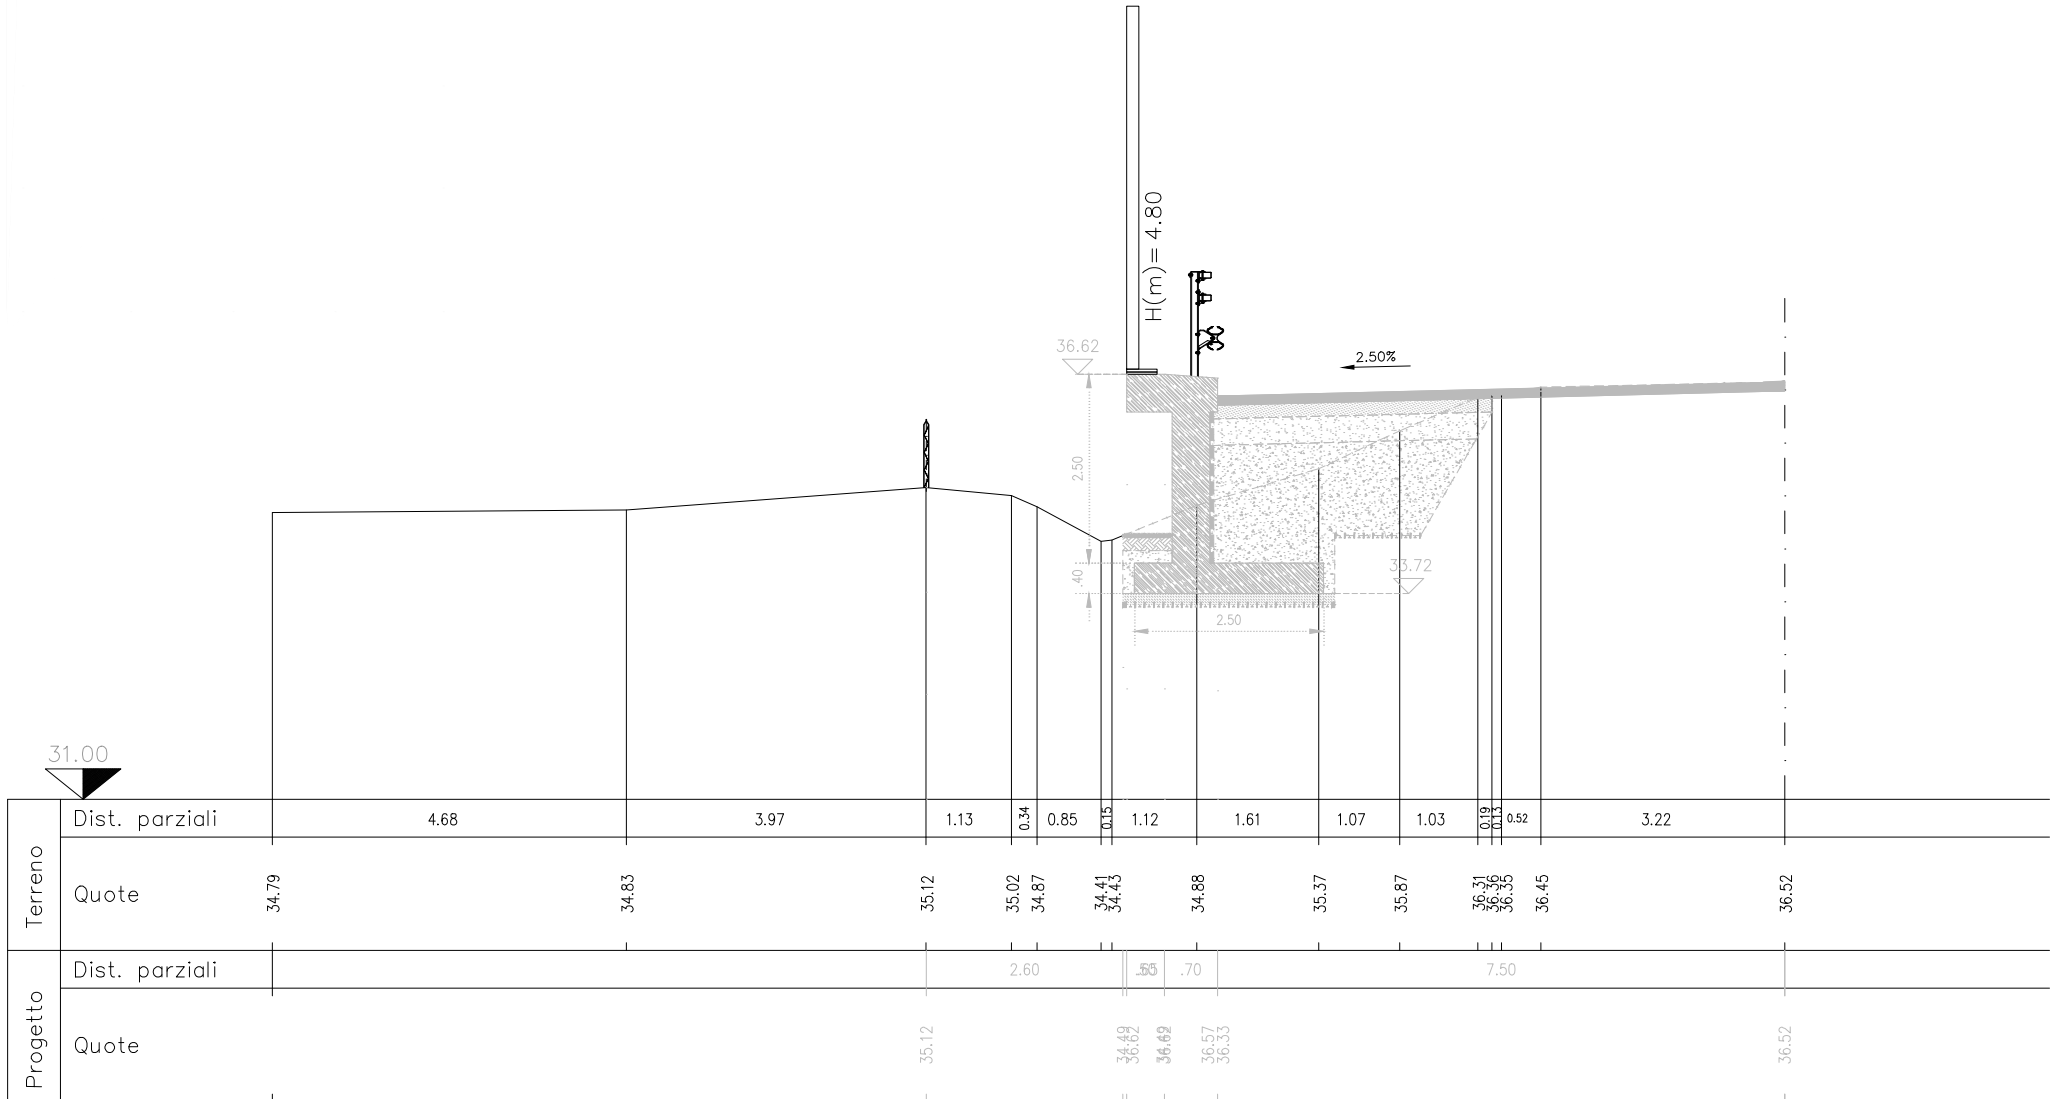 H(m)= 4.80
36.62
2.50%
2.50
.40
33.72
2.50
31.00
Terreno
Dist. parziali 4.68 3.97 1.13 0.34 0.85 0.15 1.12 1.61 1.07 1.03 0.19 0.13 0.52 3.22
Quote 34.79 34.83 35.12 35.02 34.87 34.41 34.43 34.88 35.37 35.87 36.31 36.36 36.35 36.45 36.52
Progetto
Dist. parziali 2.60 .70 7.50
Quote 35.12 34.49 36.62 36.57 36.33 36.52